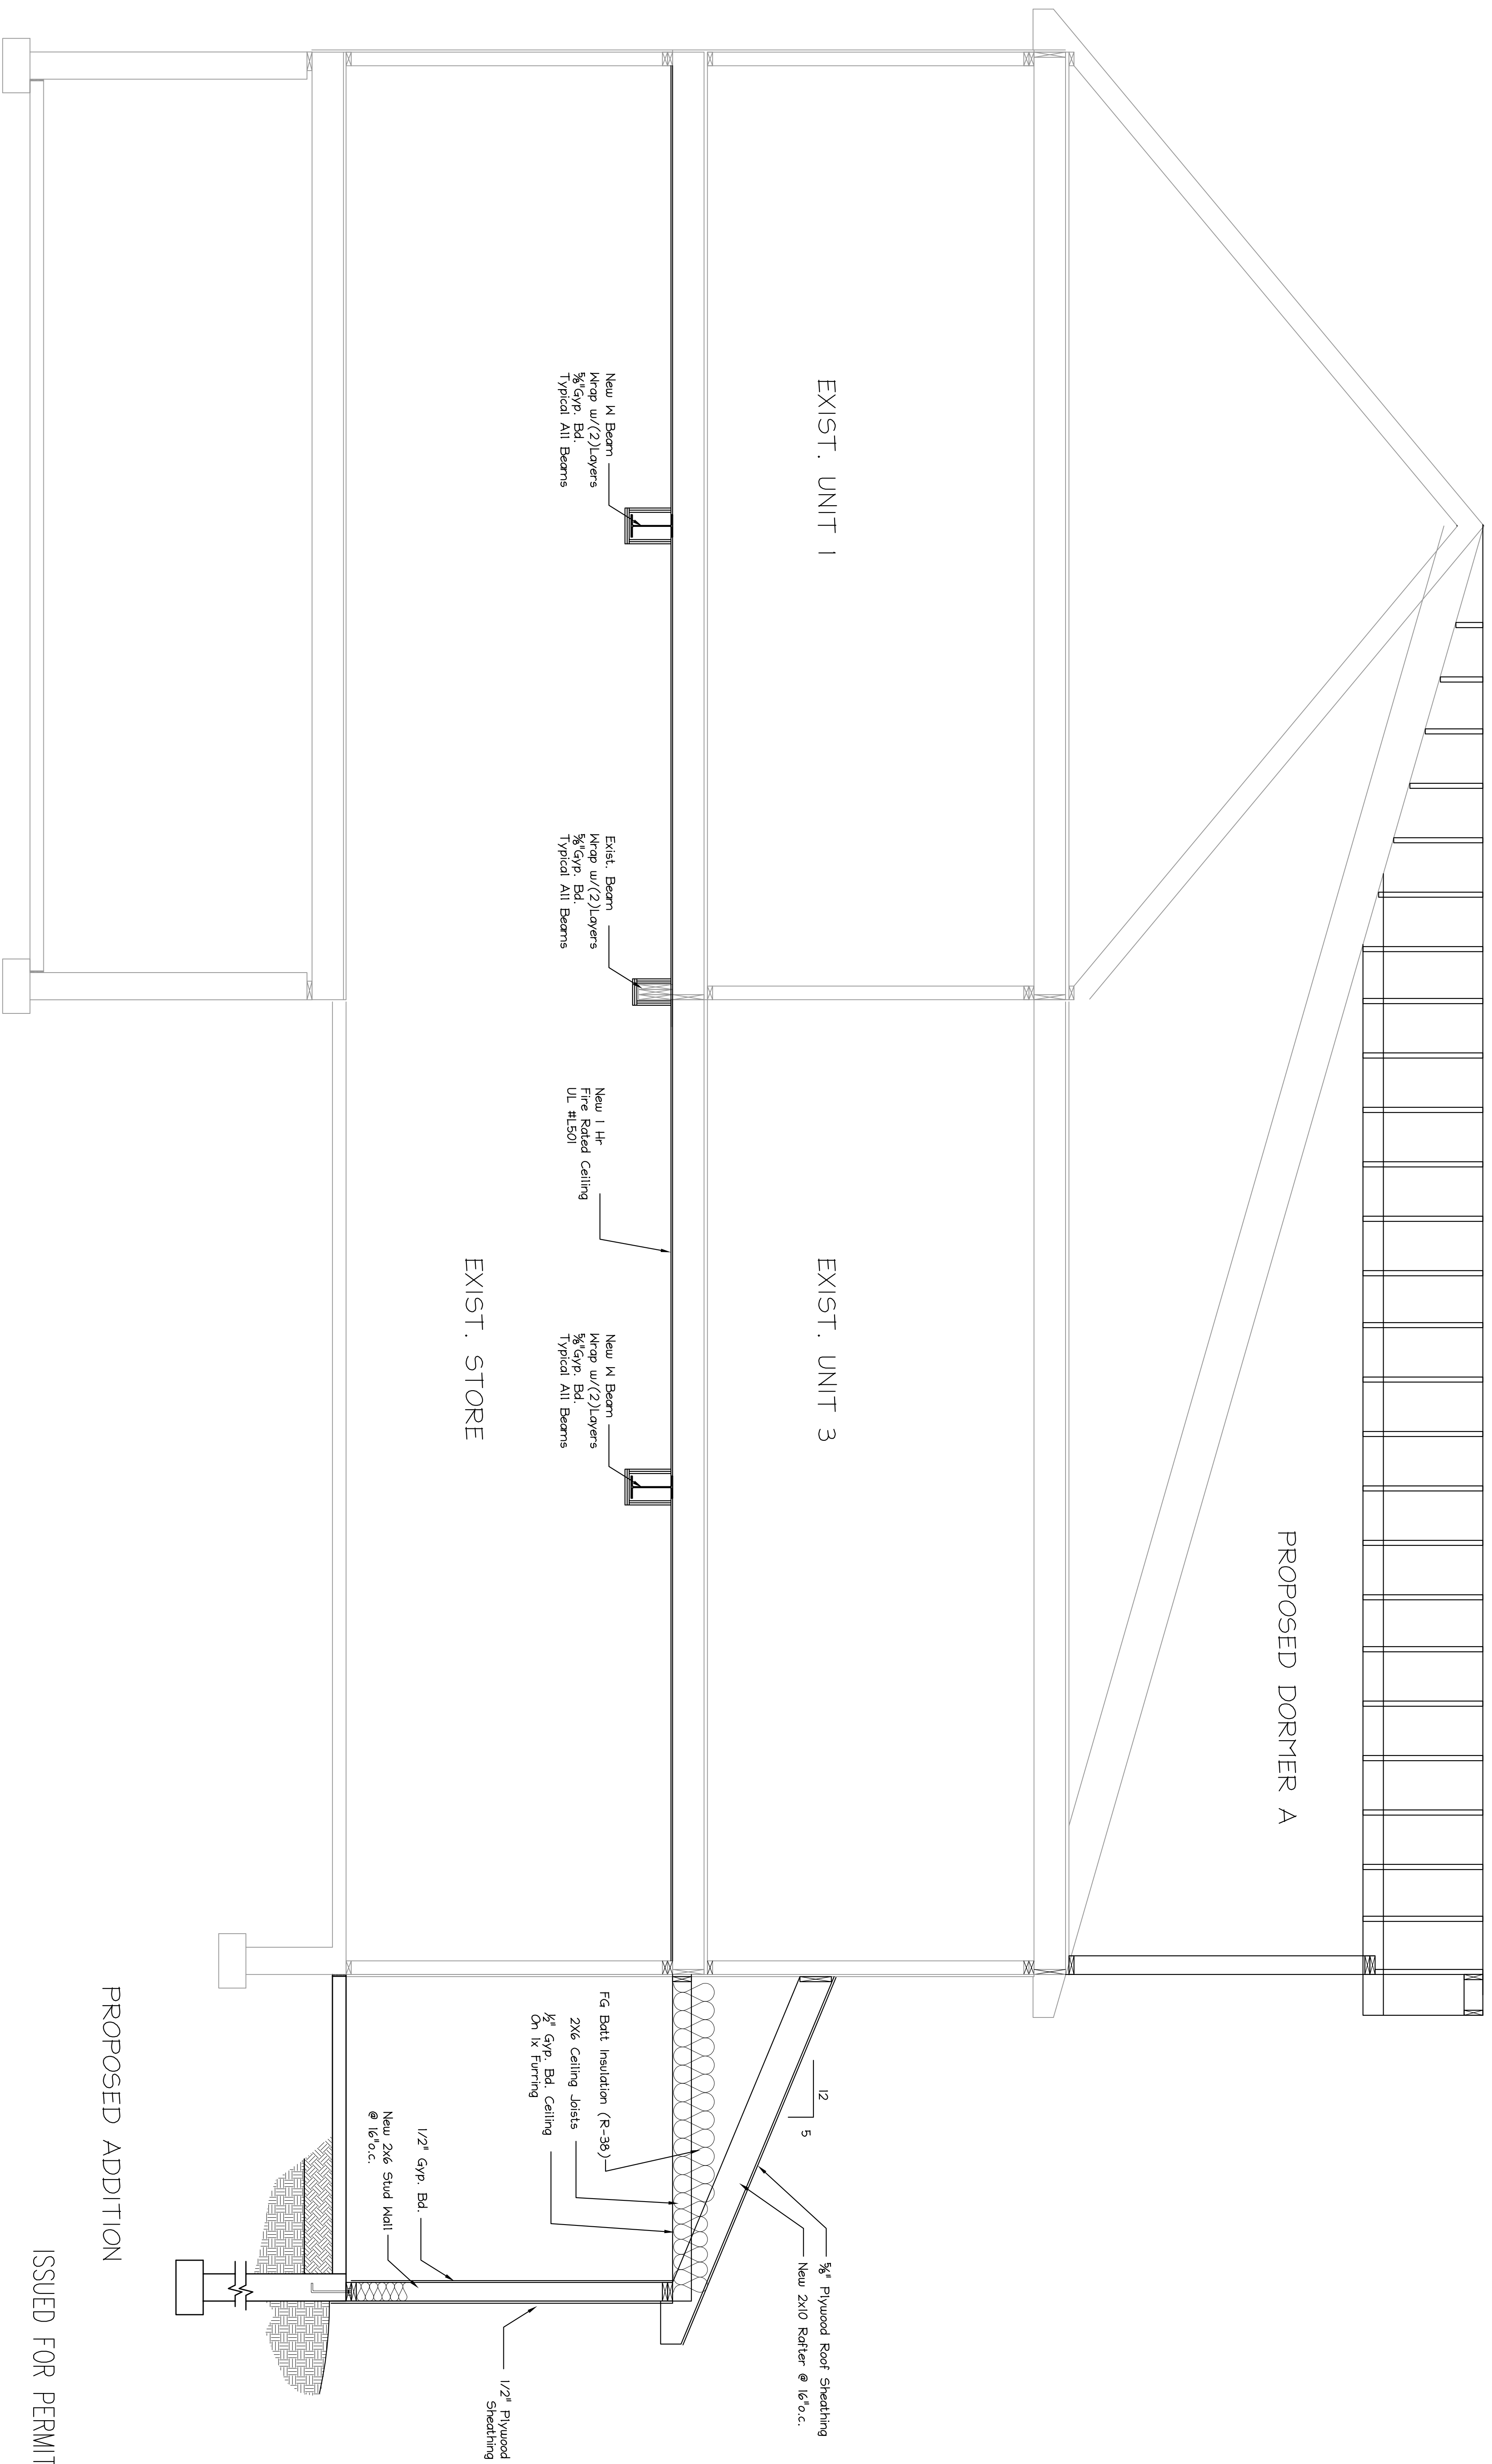 PROPOSED DORMER A
EXIST. UNIT 1
EXIST. UNIT 3
12
5
⅝" Plywood Roof Sheathing
New 2x10 Rafter @ 16"o.c.
FG Batt Insulation (R-38)
2X6 Ceiling Joists
½" Gyp. Bd. Ceiling
On 1x Furring
New W Beam
Wrap w/(2)Layers
⅝"Gyp. Bd.
Typical All Beams
Exist. Beam
Wrap w/(2)Layers
⅝"Gyp. Bd.
Typical All Beams
New 1 Hr
Fire Rated Ceiling
UL #L501
New W Beam
Wrap w/(2)Layers
⅝"Gyp. Bd.
Typical All Beams
EXIST. STORE
1/2" Plywood
Sheathing
1/2" Gyp. Bd.
New 2x6 Stud Wall
@ 16"o.c.
PROPOSED ADDITION
ISSUED FOR PERMIT